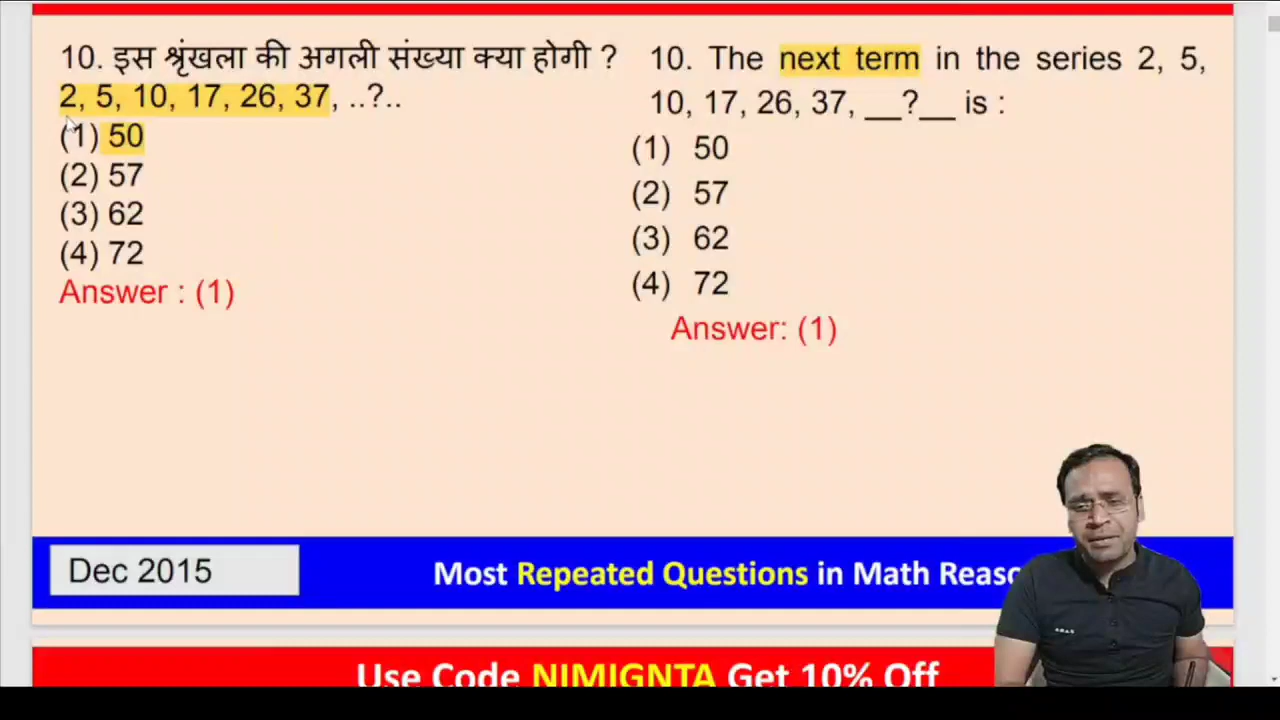 10. इस श्रृंखला की अगली संख्या क्या होगी ?
2, 5, 10, 17, 26, 37, ..?..
(1) 50
(2) 57
(3) 62
(4) 72
Answer : (1)
10. The next term in the series 2, 5,
10, 17, 26, 37, __?__ is :
(1) 50
(2) 57
(3) 62
(4) 72
Answer: (1)
Dec 2015
Most Repeated Questions in Math
Use Code NIMIGNTA Get 10% Off